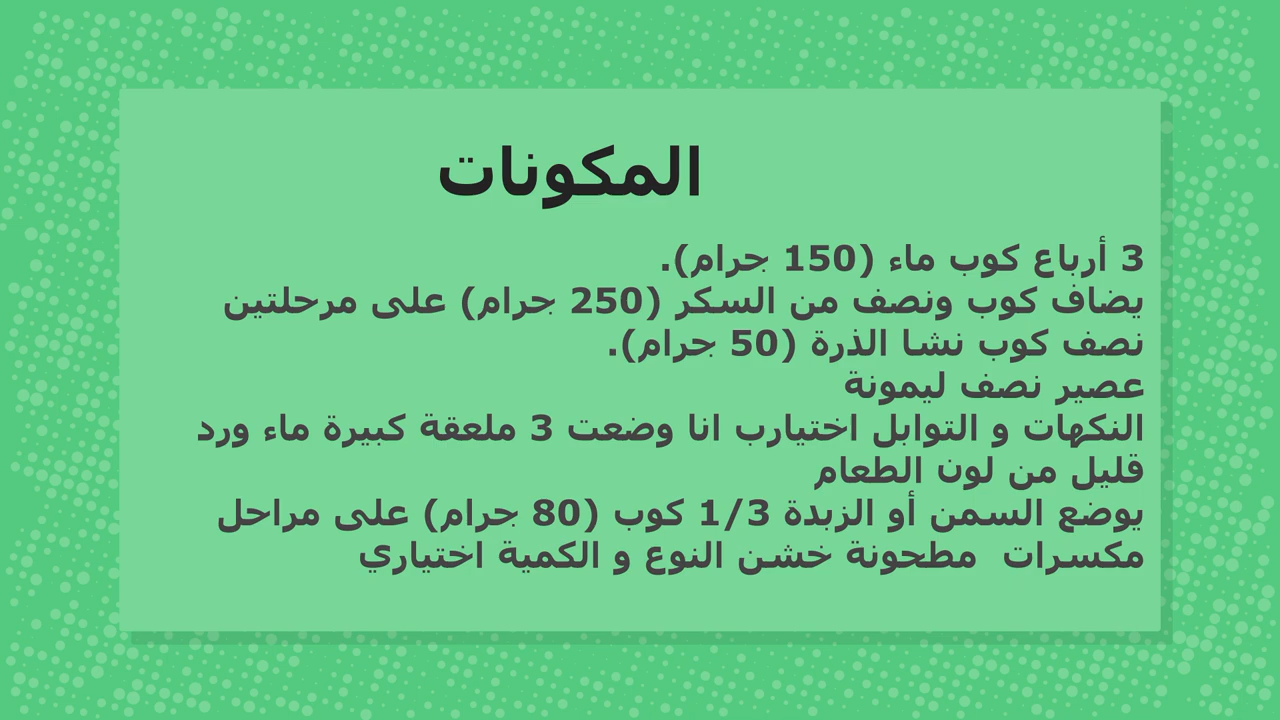 المكونات
3 أرباع كوب ماء (150 جرام).
يضاف كوب ونصف من السكر (250 جرام) على مرحلتين
نصف كوب نشا الذرة (50 جرام).
عصير نصف ليمونة
النكهات و التوابل اختيارب انا وضعت 3 ملعقة كبيرة ماء ورد
قليل من لون الطعام
يوضع السمن أو الزبدة 1/3 كوب (80 جرام) على مراحل
مكسرات  مطحونة خشن النوع و الكمية اختياري